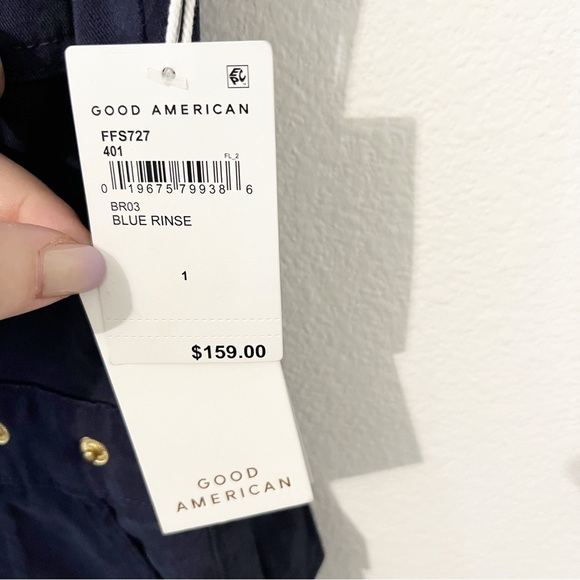 GOOD AMERICAN
FFS727
401
FL_2
0 19675 79938 6
BR03
BLUE RINSE
1
$159.00
GOOD
AMERICAN